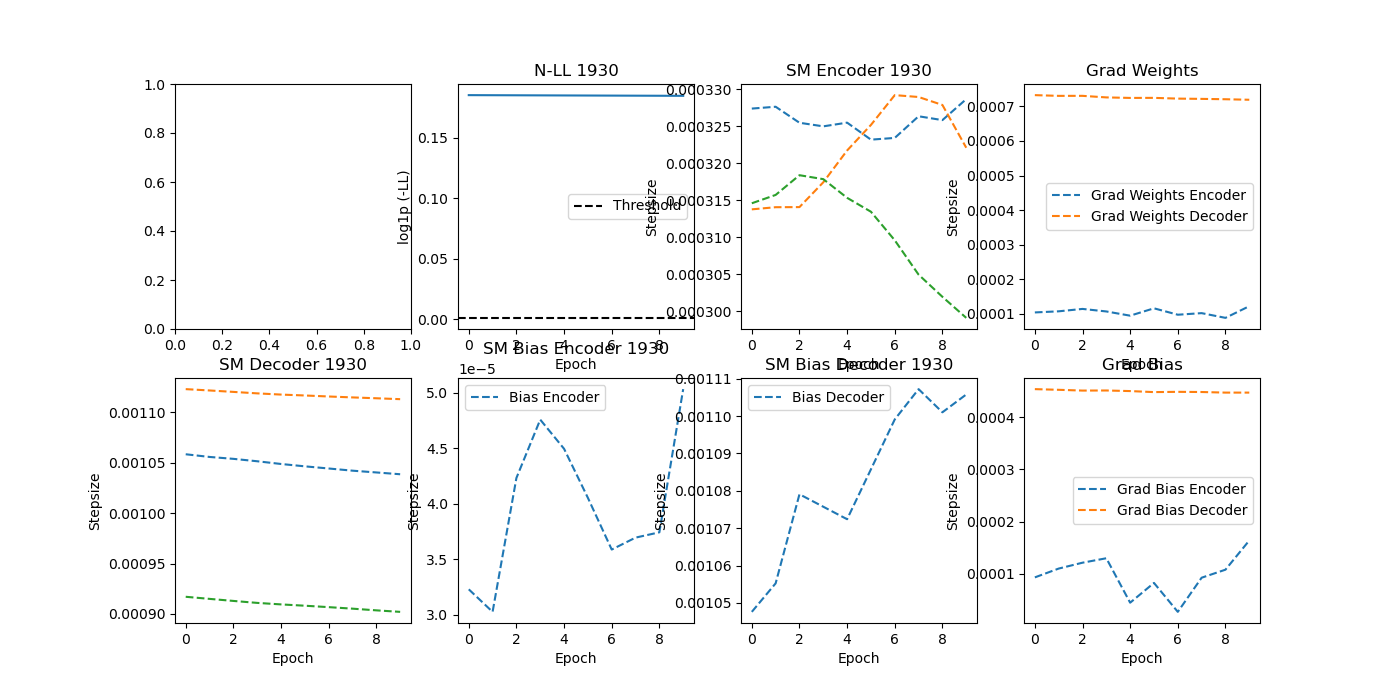 N-LL 1930
SM Encoder 1930
Grad Weights
1.0
0.8
0.6
0.4
0.2
0.0
0.0 0.2 0.4 0.6 0.8 1.0
log1p (-LL)
0.15
0.10
0.05
0.00
Threshold
0 2 4 6 8
Epoch
Stepsize
0.000330
0.000325
0.000320
0.000315
0.000310
0.000305
0.000300
0 2 4 6 8
Epoch
Stepsize
0.0007
0.0006
0.0005
0.0004
0.0003
0.0002
0.0001
Grad Weights Encoder
Grad Weights Decoder
0 2 4 6 8
Epoch
SM Decoder 1930
SM Bias Encoder 1930
SM Bias Decoder 1930
Grad Bias
Stepsize
0.00110
0.00105
0.00100
0.00095
0.00090
0 2 4 6 8
Epoch
1e−5
Stepsize
5.0
4.5
4.0
3.5
3.0
Bias Encoder
0 2 4 6 8
Epoch
Stepsize
0.00111
0.00110
0.00109
0.00108
0.00107
0.00106
0.00105
Bias Decoder
0 2 4 6 8
Epoch
Stepsize
0.0004
0.0003
0.0002
0.0001
Grad Bias Encoder
Grad Bias Decoder
0 2 4 6 8
Epoch